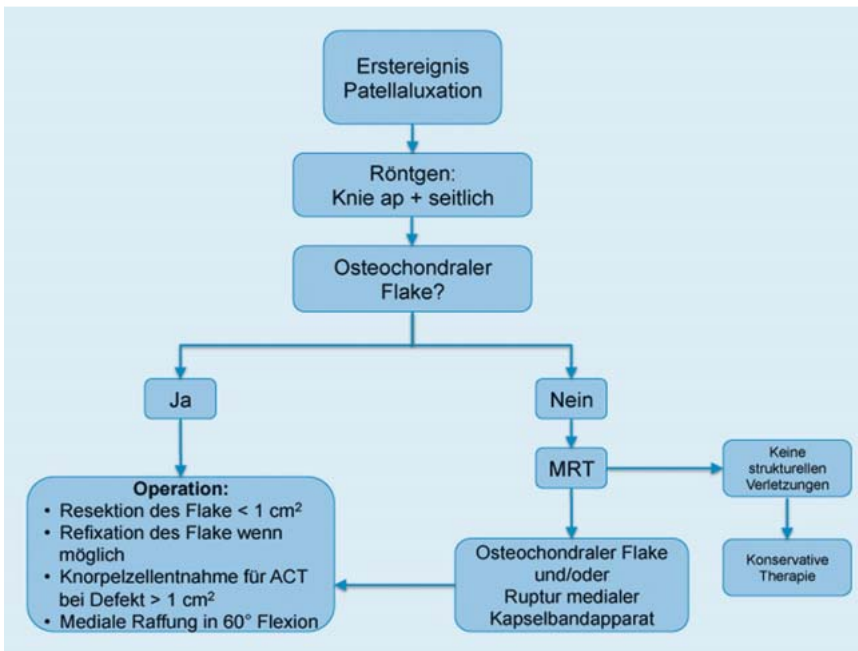 Erstereignis
Patellaluxation
Röntgen:
Knie ap + seitlich
Osteochondraler
Flake?
Ja
Nein
MRT
Keine
strukturellen
Verletzungen
Operation:
• Resektion des Flake < 1 cm²
• Refixation des Flake wenn
möglich
• Knorpelzellentnahme für ACT
bei Defekt > 1 cm²
• Mediale Raffung in 60° Flexion
Osteochondraler Flake
und/oder
Ruptur medialer
Kapselbandapparat
Konservative
Therapie